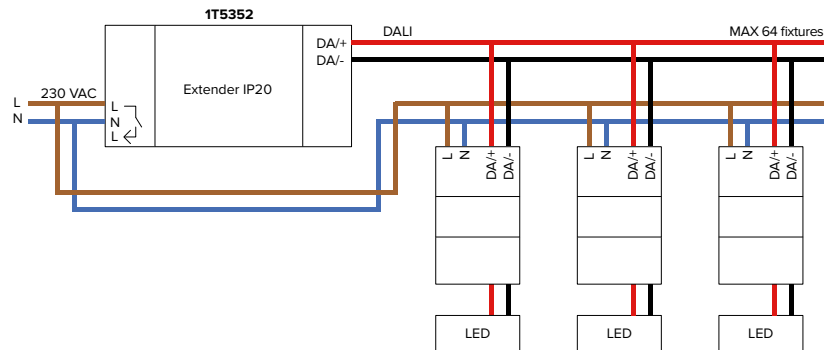 1T5352
DA/+
DALI
MAX 64 fixtures
DA/-
230 VAC
Extender IP20
L
L
N
N
L
L
N
DA/+
DA/-
L
N
DA/+
DA/-
L
N
DA/+
DA/-
LED
LED
LED